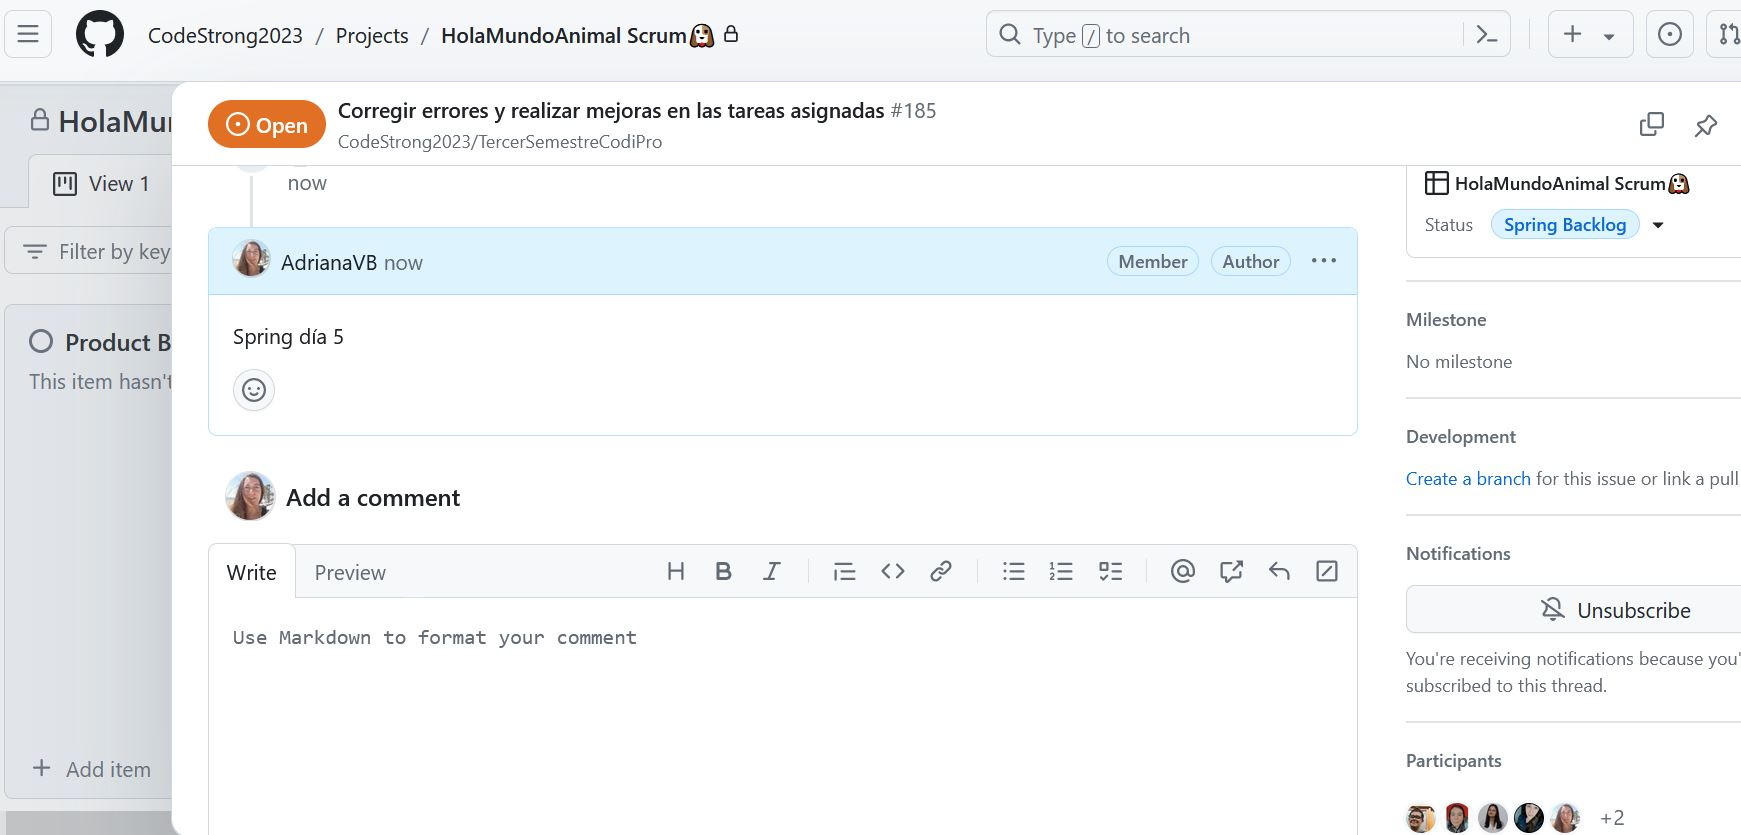 CodeStrong2023 / Projects / HolaMundoAnimal Scrum
Type / to search
HolaMu
View 1
Filter by key
Product B
This item hasn't
Add item
Open
Corregir errores y realizar mejoras en las tareas asignadas #185
CodeStrong2023/TercerSemestreCodiPro
now
AdrianaVB now
Member
Author
Spring día 5
Add a comment
Write
Preview
Use Markdown to format your comment
HolaMundoAnimal Scrum
Status
Spring Backlog
Milestone
No milestone
Development
Create a branch for this issue or link a pull
Notifications
Unsubscribe
You're receiving notifications because you'
subscribed to this thread.
Participants
+2